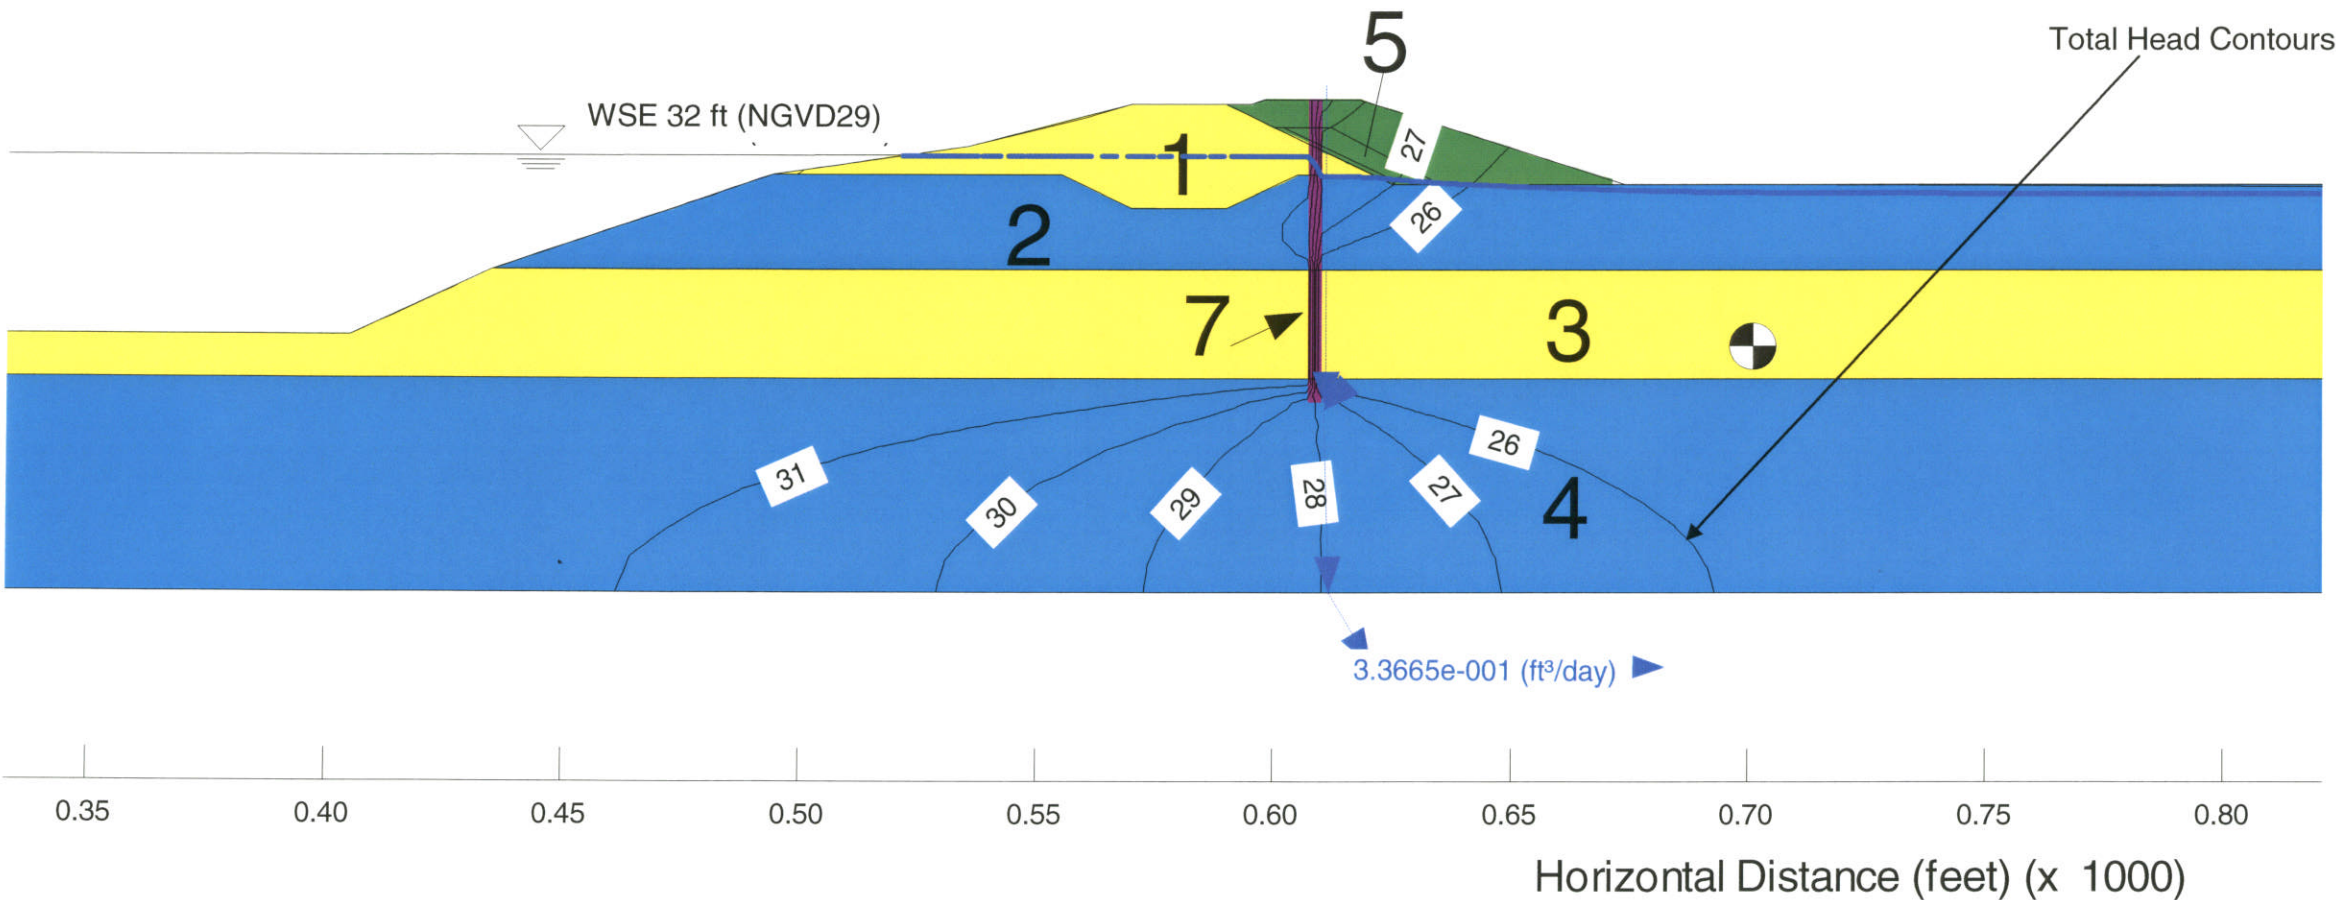 5
Total Head Contours
WSE 32 ft (NGVD29)
1
27
2
26
7
3
31
30
29
28
27
26
4
3.3665e-001 (ft³/day)
0.35 0.40 0.45 0.50 0.55 0.60 0.65 0.70 0.75 0.80
Horizontal Distance (feet) (x 1000)